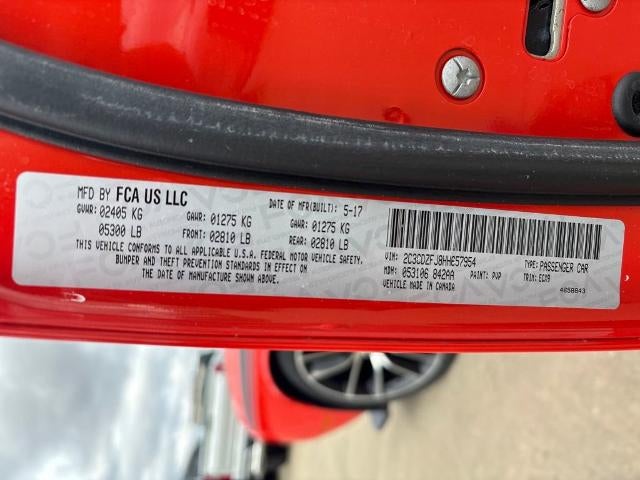 MFD BY FCA US LLC DATE OF MFR(BUILT): 5-17
GVWR: 02405 KG GAWR: 01275 KG GAWR: 01275 KG
05300 LB FRONT: 02810 LB REAR: 02810 LB
THIS VEHICLE CONFORMS TO ALL APPLICABLE U.S.A. FEDERAL MOTOR VEHICLE SAFETY,
BUMPER AND THEFT PREVENTION STANDARDS IN EFFECT ON
THE DATE OF MANUFACTURE SHOWN ABOVE.
VIN: 2C3CDZFJ8HH657954 TYPE: PASSENGER CAR
MDH: 053106 042AA PAINT: PVP TRIM: ECX9
VEHICLE MADE IN CANADA 4658843